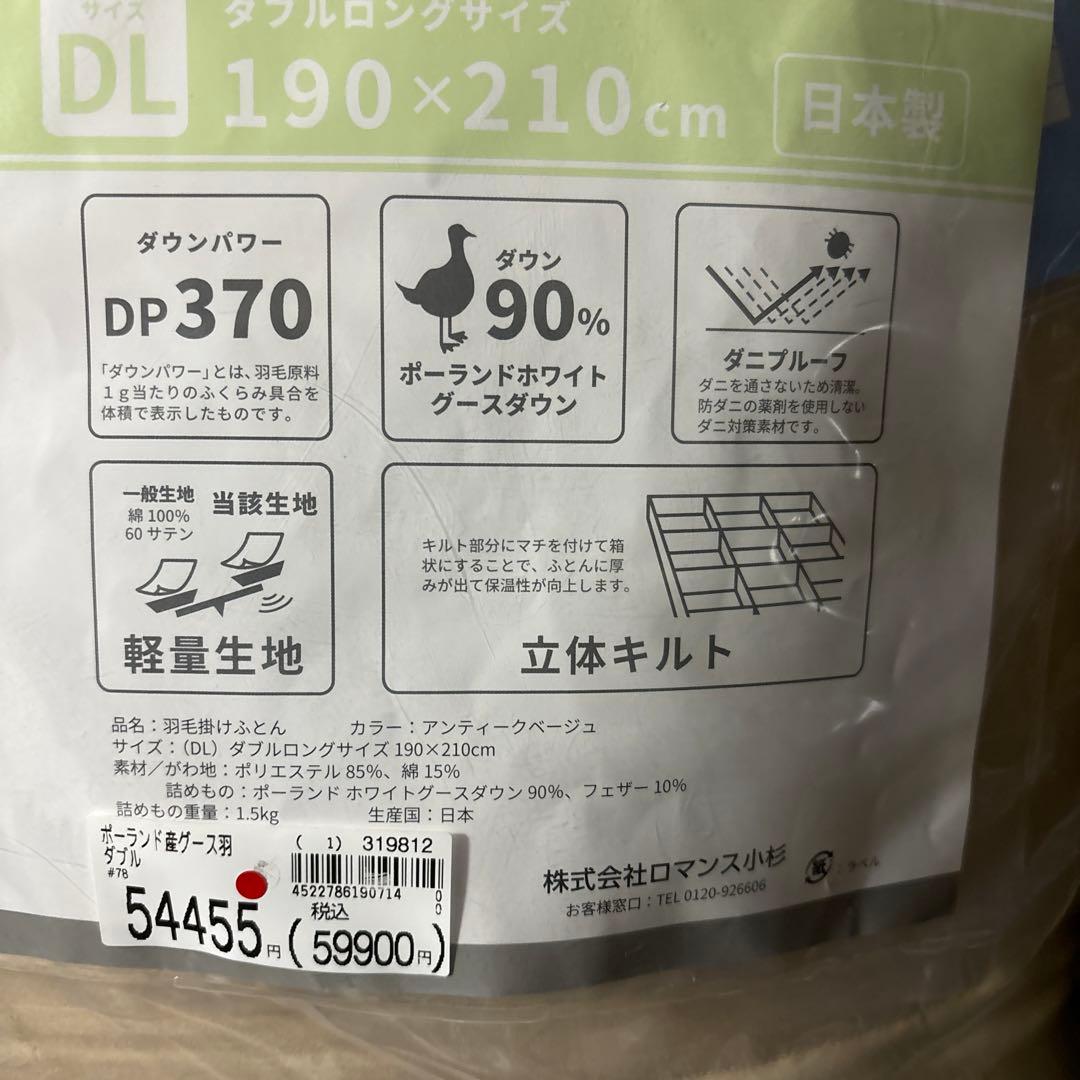 サイズ
DL
ダブルロングサイズ
190×210cm
日本製
ダウンパワー
DP370
「ダウンパワー」とは、羽毛原料
1g当たりのふくらみ具合を
体積で表示したものです。
ダウン
90%
ポーランドホワイト
グースダウン
ダニプルーフ
ダニを通さないため清潔。
防ダニの薬剤を使用しない
ダニ対策素材です。
一般生地
綿100%
60サテン
当該生地
軽量生地
キルト部分にマチを付けて箱
状にすることで、ふとんに厚
みが出て保温性が向上します。
立体キルト
品名：羽毛掛けふとん カラー：アンティークベージュ
サイズ：（DL）ダブルロングサイズ 190×210cm
素材／がわ地：ポリエステル 85%、綿 15%
詰めもの：ポーランド ホワイトグースダウン 90%、フェザー 10%
詰めもの重量：1.5kg 生産国：日本
ポーランド産グース羽
ダブル
#78
( 1) 319812
4522786190714
00
54455円
税込
(59900円)
株式会社ロマンス小杉
お客様窓口：TEL 0120-926606
紙：ラベル